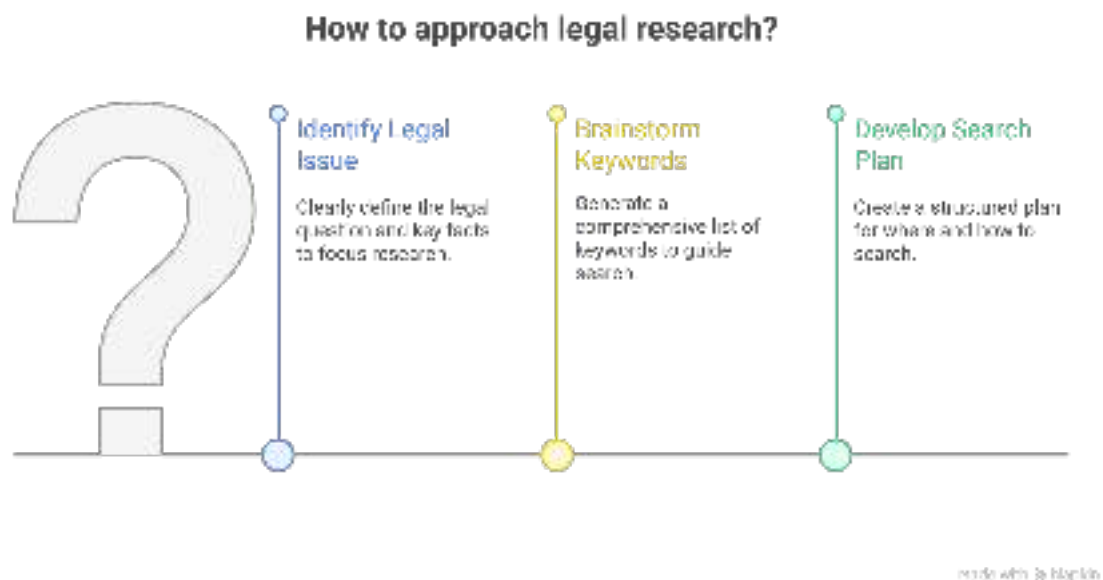 How to approach legal research?
Identify Legal
Issue
Clearly define the legal
question and key facts
to focus research.
Brainstorm
Keywords
Generate a
comprehensive list of
keywords to guide
search.
Develop Search
Plan
Create a structured plan
for where and how to
search.
made with